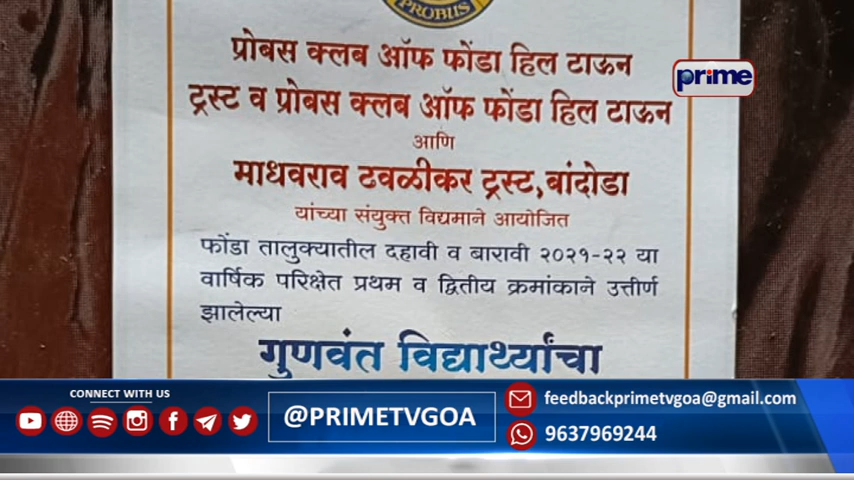 PROBUS
प्रोबस क्लब ऑफ फोंडा हिल टाऊन
prime
ट्रस्ट व प्रोबस क्लब ऑफ फोंडा हिल टाऊन
आणि
माधवराव ढवळीकर ट्रस्ट,बांदोडा
यांच्या संयुक्त विद्यमाने आयोजित
फोंडा तालुक्यातील दहावी व बारावी २०२१-२२ या
वार्षिक परिक्षेत प्रथम व द्वितीय क्रमांकाने उत्तीर्ण
झालेल्या
गुणवंत विद्यार्थ्यांचा
CONNECT WITH US
@PRIMETVGOA
feedbackprimetvgoa@gmail.com
9637969244